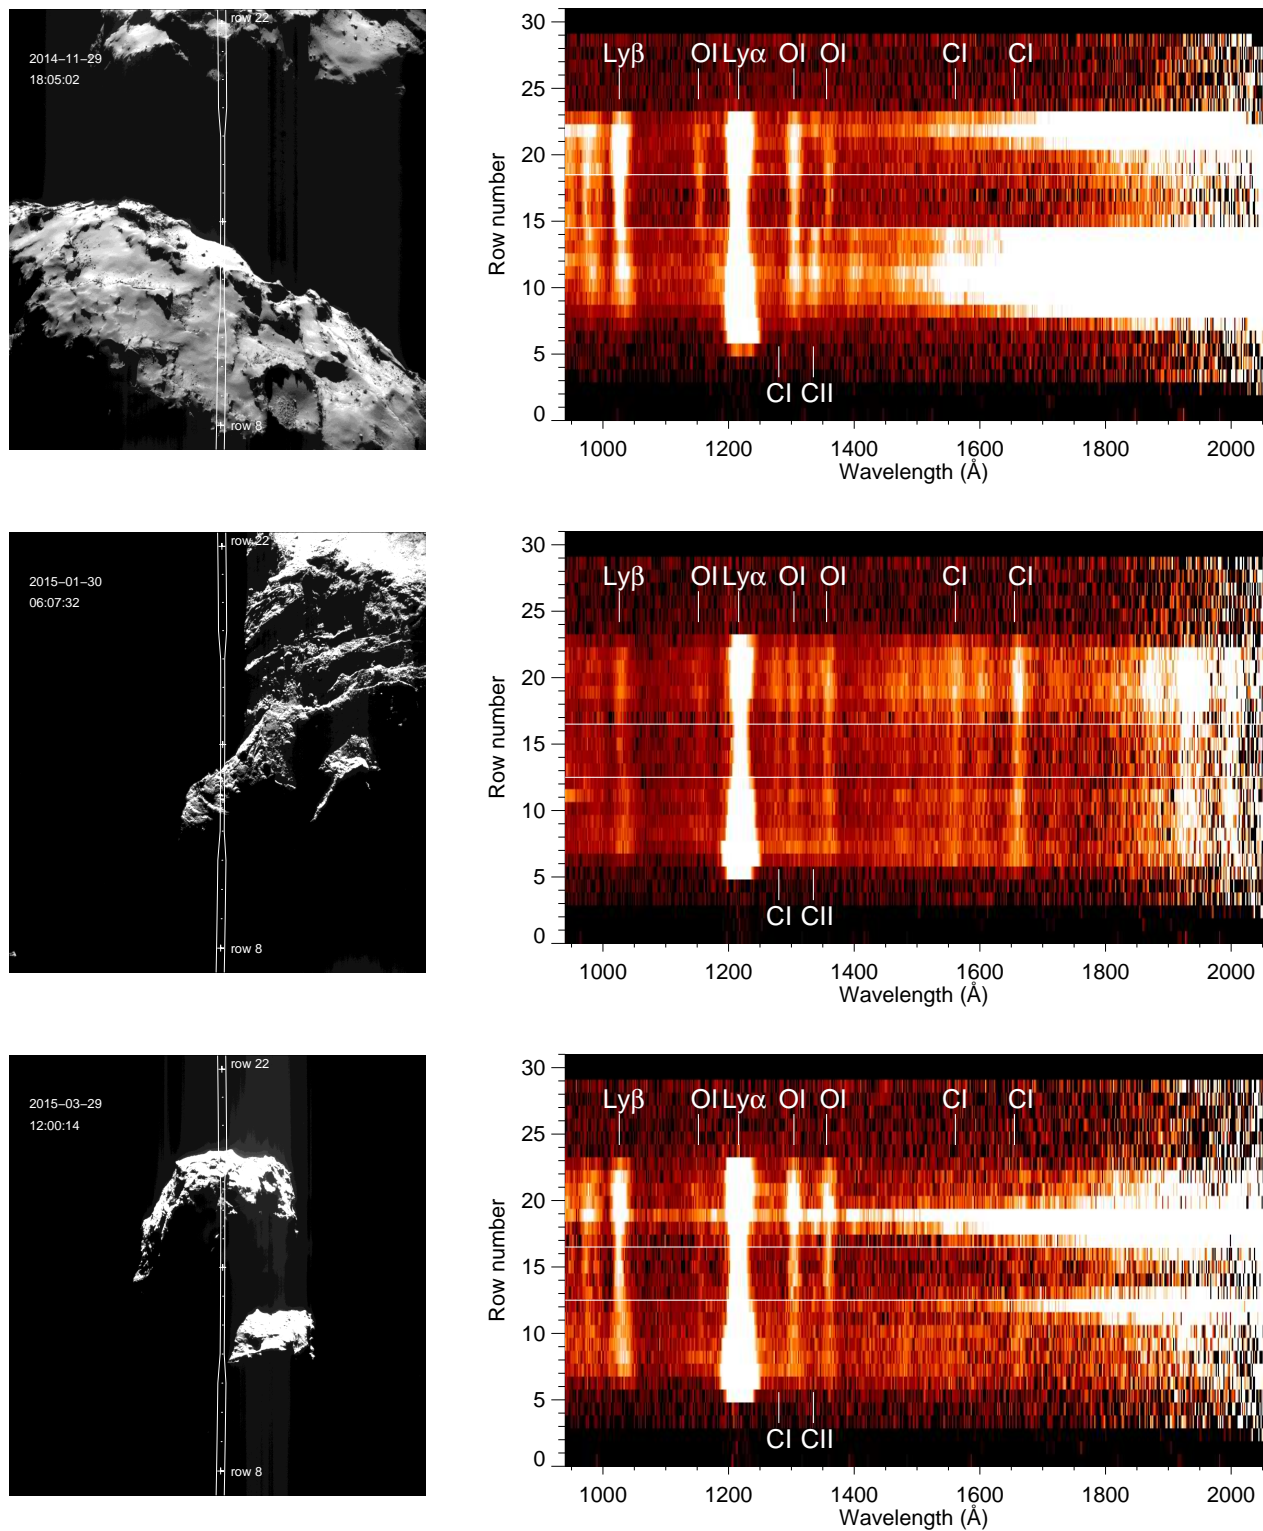 row 22
2014–11–29
18:05:02
row 8
30
25
20
15
10
5
0
Row number
Lyβ OI Lyα OI OI CI CI
CI CII
1000 1200 1400 1600 1800 2000
Wavelength (Å)
row 22
2015–01–30
06:07:32
row 8
30
25
20
15
10
5
0
Row number
Lyβ OI Lyα OI OI CI CI
CI CII
1000 1200 1400 1600 1800 2000
Wavelength (Å)
row 22
2015–03–29
12:00:14
row 8
30
25
20
15
10
5
0
Row number
Lyβ OI Lyα OI OI CI CI
CI CII
1000 1200 1400 1600 1800 2000
Wavelength (Å)